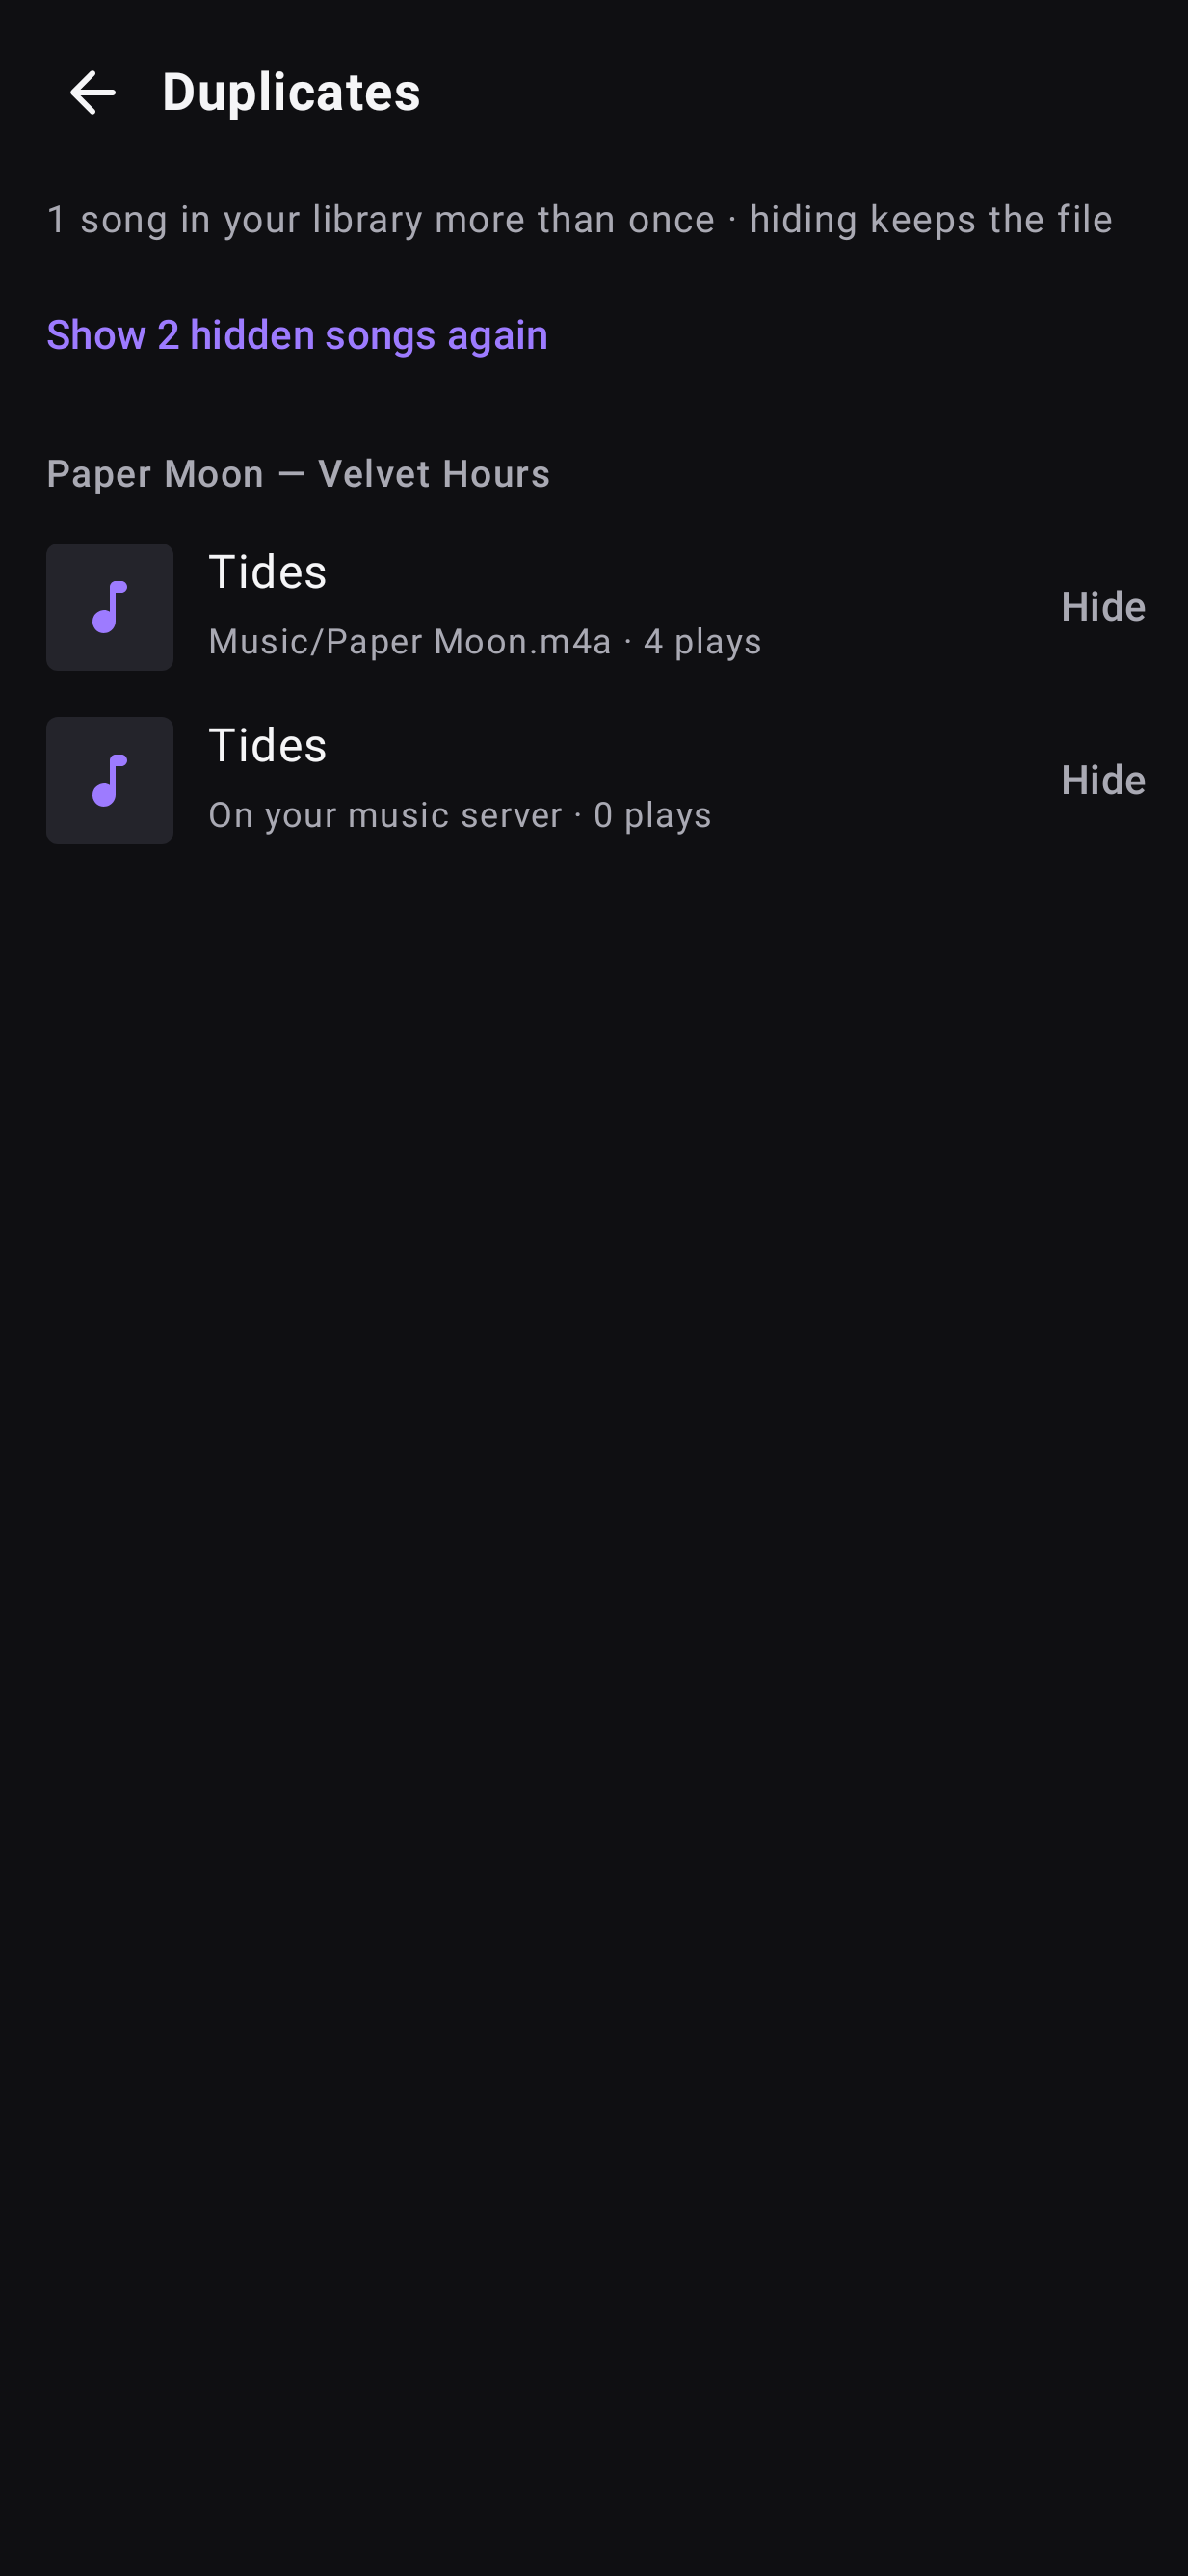 Duplicates
1 song in your library more than once · hiding keeps the file
Show 2 hidden songs again
Paper Moon — Velvet Hours
Tides
Music/Paper Moon.m4a · 4 plays
Hide
Tides
On your music server · 0 plays
Hide